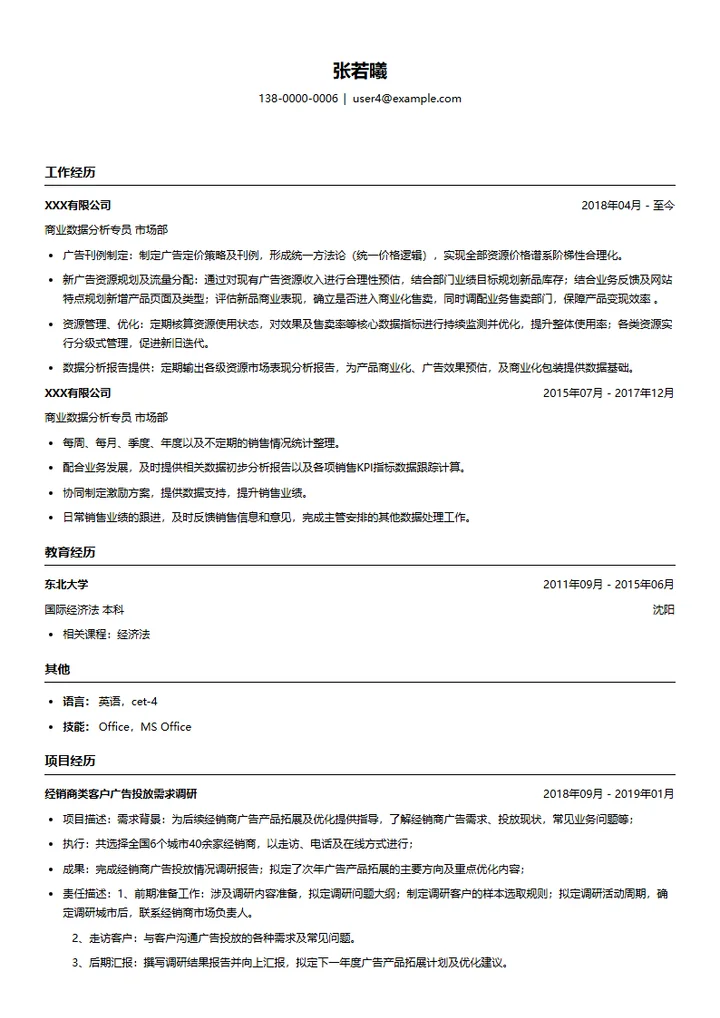 张若曦
138-0000-0006 | user4@example.com
工作经历
XXX有限公司 2018年04月 - 至今
商业数据分析专员 市场部
• 广告刊例制定：制定广告定价策略及刊例，形成统一方法论（统一价格逻辑），实现全部资源价格谱系阶梯性合理化。
• 新广告资源规划及流量分配：通过对现有广告资源收入进行合理性预估，结合部门业绩目标规划新品库存；结合业务反馈及网站
特点规划新增产品页面及类型；评估新品商业表现，确立是否进入商业化售卖，同时调配业务售卖部门，保障产品变现效率 。
• 资源管理、优化：定期核算资源使用状态，对效果及售卖率等核心数据指标进行持续监测并优化，提升整体使用率；各类资源实
行分级式管理，促进新旧迭代。
• 数据分析报告提供：定期输出各级资源市场表现分析报告，为产品商业化、广告效果预估，及商业化包装提供数据基础。
XXX有限公司 2015年07月 - 2017年12月
商业数据分析专员 市场部
• 每周、每月、季度、年度以及不定期的销售情况统计整理。
• 配合业务发展，及时提供相关数据初步分析报告以及各项销售KPI指标数据跟踪计算。
• 协同制定激励方案，提供数据支持，提升销售业绩。
• 日常销售业绩的跟进，及时反馈销售信息和意见，完成主管安排的其他数据处理工作。
教育经历
东北大学 2011年09月 - 2015年06月
国际经济法 本科 沈阳
• 相关课程：经济法
其他
• 语言： 英语，cet-4
• 技能： Office，MS Office
项目经历
经销商类客户广告投放需求调研 2018年09月 - 2019年01月
• 项目描述：需求背景：为后续经销商广告产品拓展及优化提供指导，了解经销商广告需求、投放现状，常见业务问题等；
• 执行：共选择全国6个城市40余家经销商，以走访、电话及在线方式进行；
• 成果：完成经销商广告投放情况调研报告；拟定了次年广告产品拓展的主要方向及重点优化内容；
• 责任描述：1、前期准备工作：涉及调研内容准备，拟定调研问题大纲；制定调研客户的样本选取规则；拟定调研活动周期，确
定调研城市后，联系经销商市场负责人。
2、走访客户：与客户沟通广告投放的各种需求及常见问题。
3、后期汇报：撰写调研结果报告并向上汇报，拟定下一年度广告产品拓展计划及优化建议。